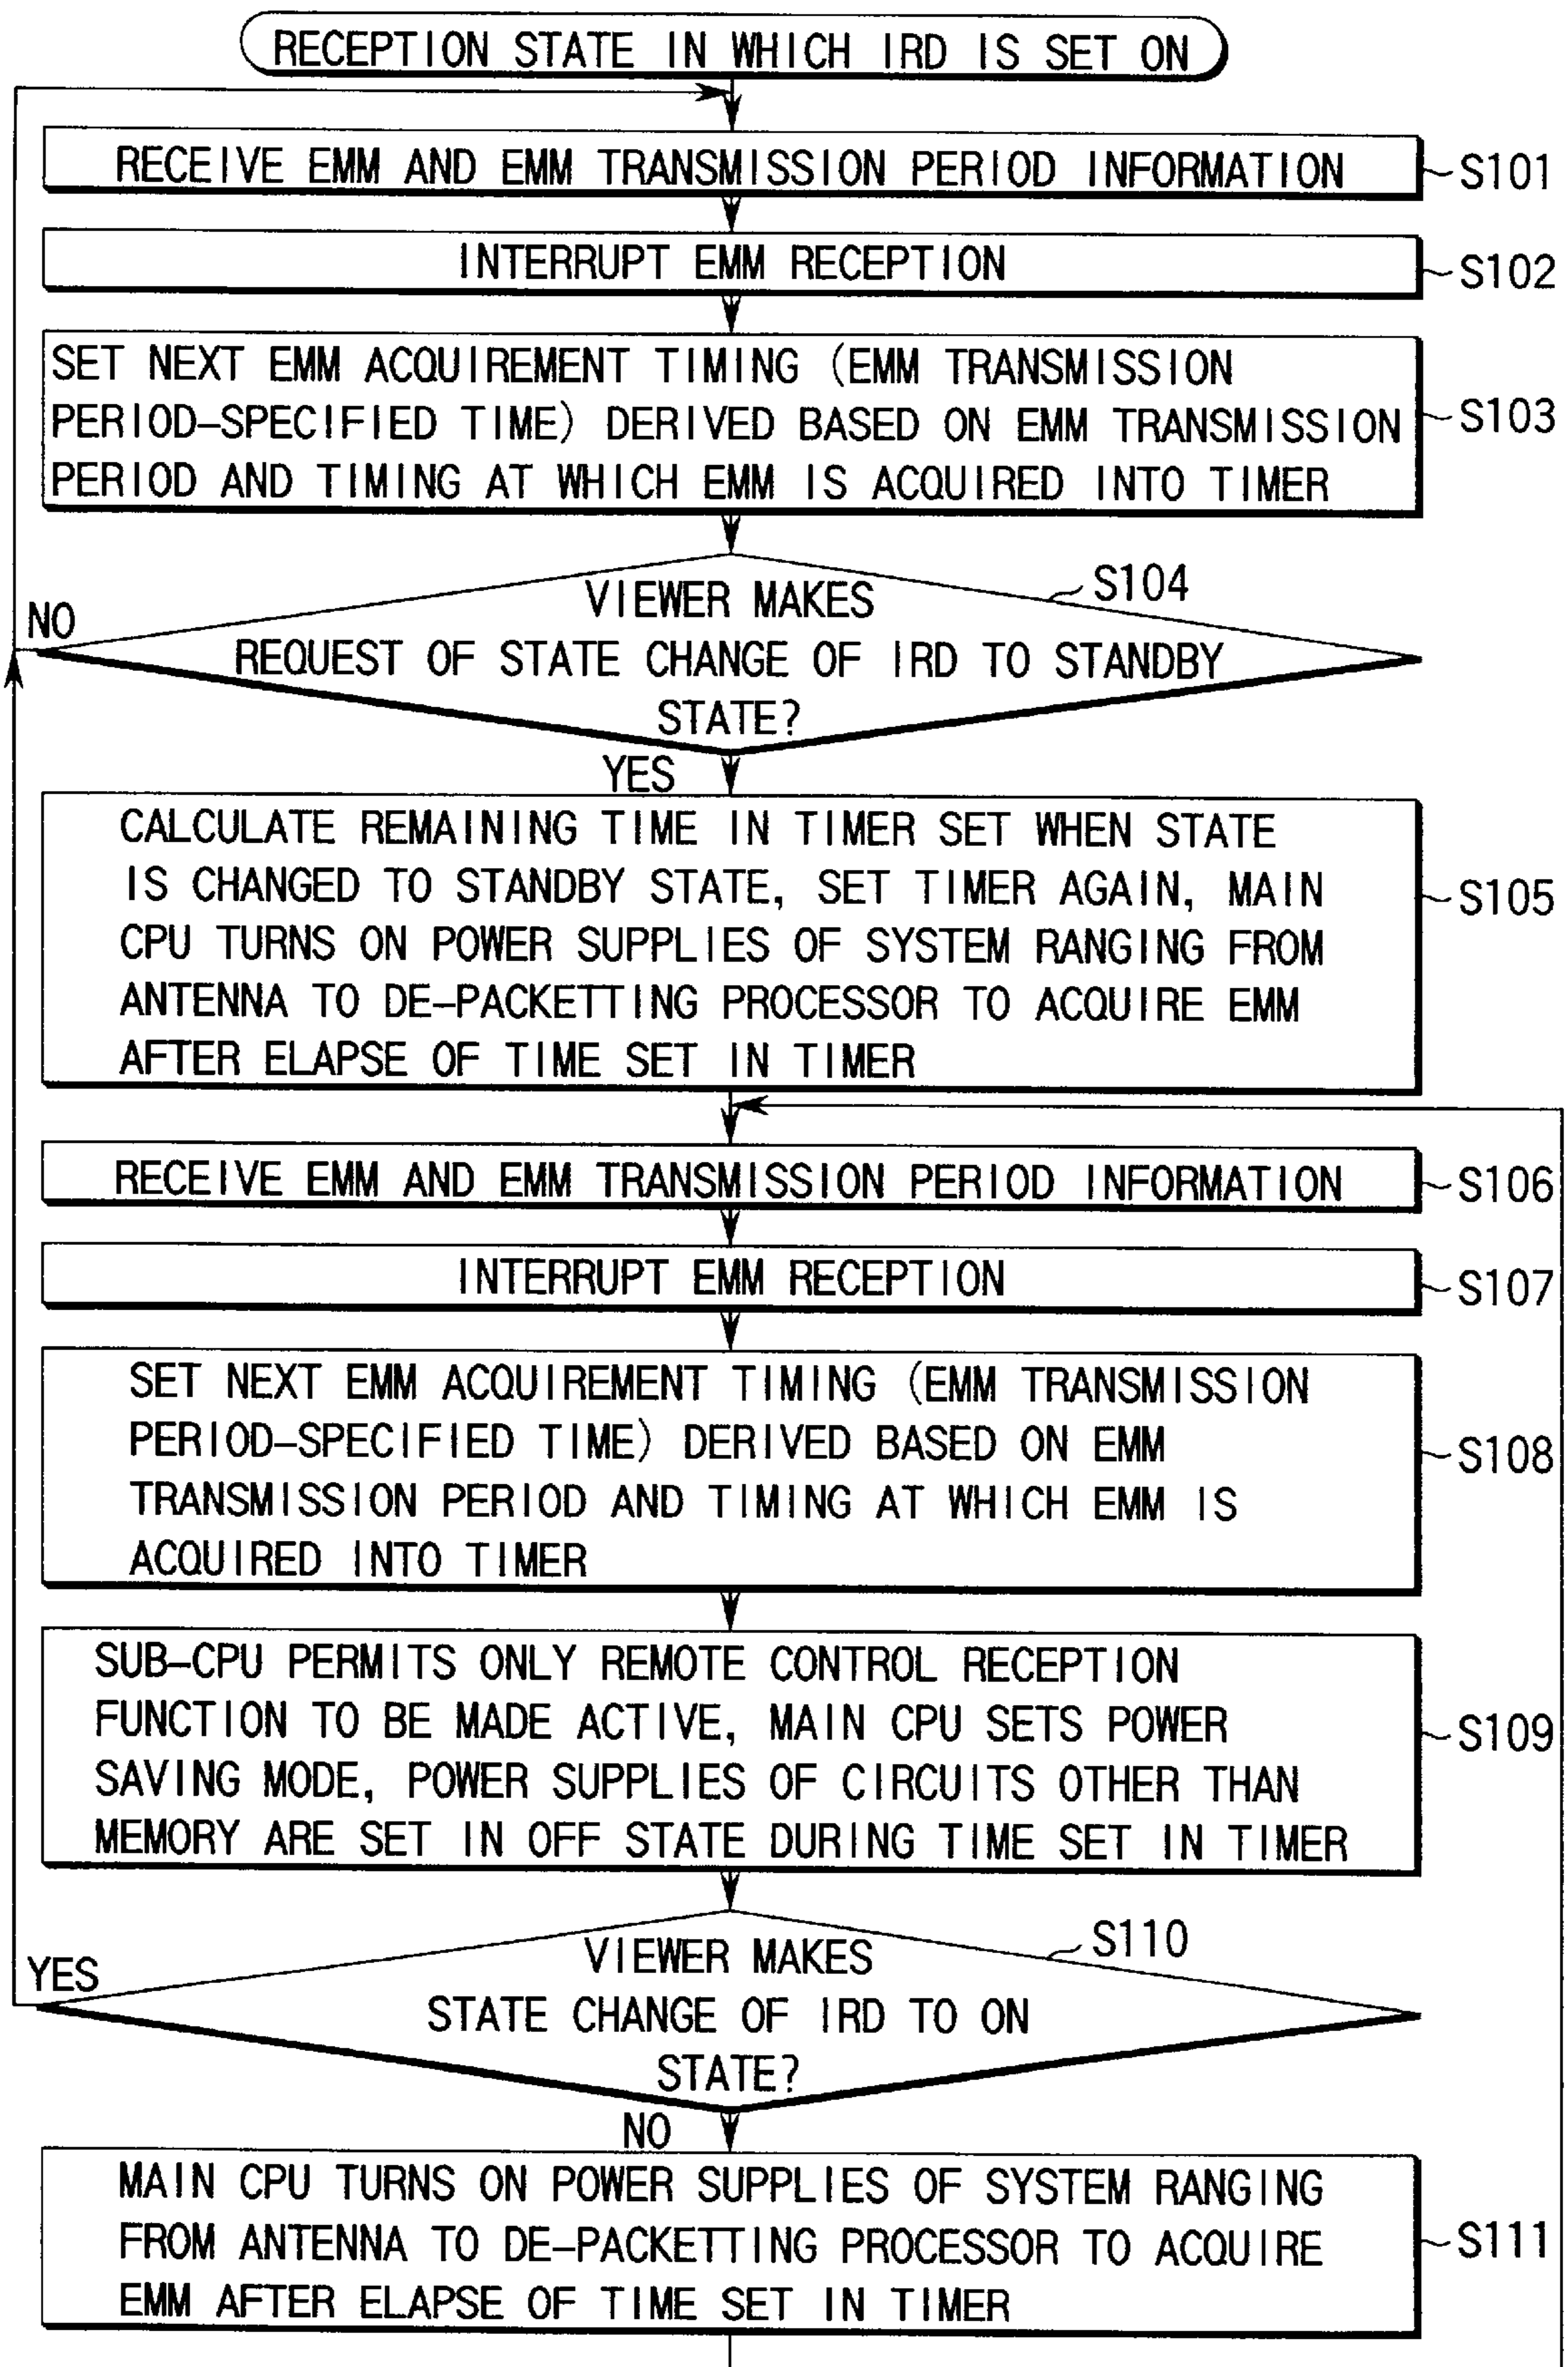 RECEPTION STATE IN WHICH IRD IS SET ON
RECEIVE EMM AND EMM TRANSMISSION PERIOD INFORMATION
S101
INTERRUPT EMM RECEPTION
S102
SET NEXT EMM ACQUIREMENT TIMING (EMM TRANSMISSION
PERIOD-SPECIFIED TIME) DERIVED BASED ON EMM TRANSMISSION
PERIOD AND TIMING AT WHICH EMM IS ACQUIRED INTO TIMER
S103
S104
NO
VIEWER MAKES
REQUEST OF STATE CHANGE OF IRD TO STANDBY
STATE?
YES
CALCULATE REMAINING TIME IN TIMER SET WHEN STATE
IS CHANGED TO STANDBY STATE, SET TIMER AGAIN, MAIN
CPU TURNS ON POWER SUPPLIES OF SYSTEM RANGING FROM
ANTENNA TO DE-PACKETTING PROCESSOR TO ACQUIRE EMM
AFTER ELAPSE OF TIME SET IN TIMER
S105
RECEIVE EMM AND EMM TRANSMISSION PERIOD INFORMATION
S106
INTERRUPT EMM RECEPTION
S107
SET NEXT EMM ACQUIREMENT TIMING (EMM TRANSMISSION
PERIOD-SPECIFIED TIME) DERIVED BASED ON EMM
TRANSMISSION PERIOD AND TIMING AT WHICH EMM IS
ACQUIRED INTO TIMER
S108
SUB-CPU PERMITS ONLY REMOTE CONTROL RECEPTION
FUNCTION TO BE MADE ACTIVE, MAIN CPU SETS POWER
SAVING MODE, POWER SUPPLIES OF CIRCUITS OTHER THAN
MEMORY ARE SET IN OFF STATE DURING TIME SET IN TIMER
S109
S110
YES
VIEWER MAKES
STATE CHANGE OF IRD TO ON
STATE?
NO
MAIN CPU TURNS ON POWER SUPPLIES OF SYSTEM RANGING
FROM ANTENNA TO DE-PACKETTING PROCESSOR TO ACQUIRE
EMM AFTER ELAPSE OF TIME SET IN TIMER
S111